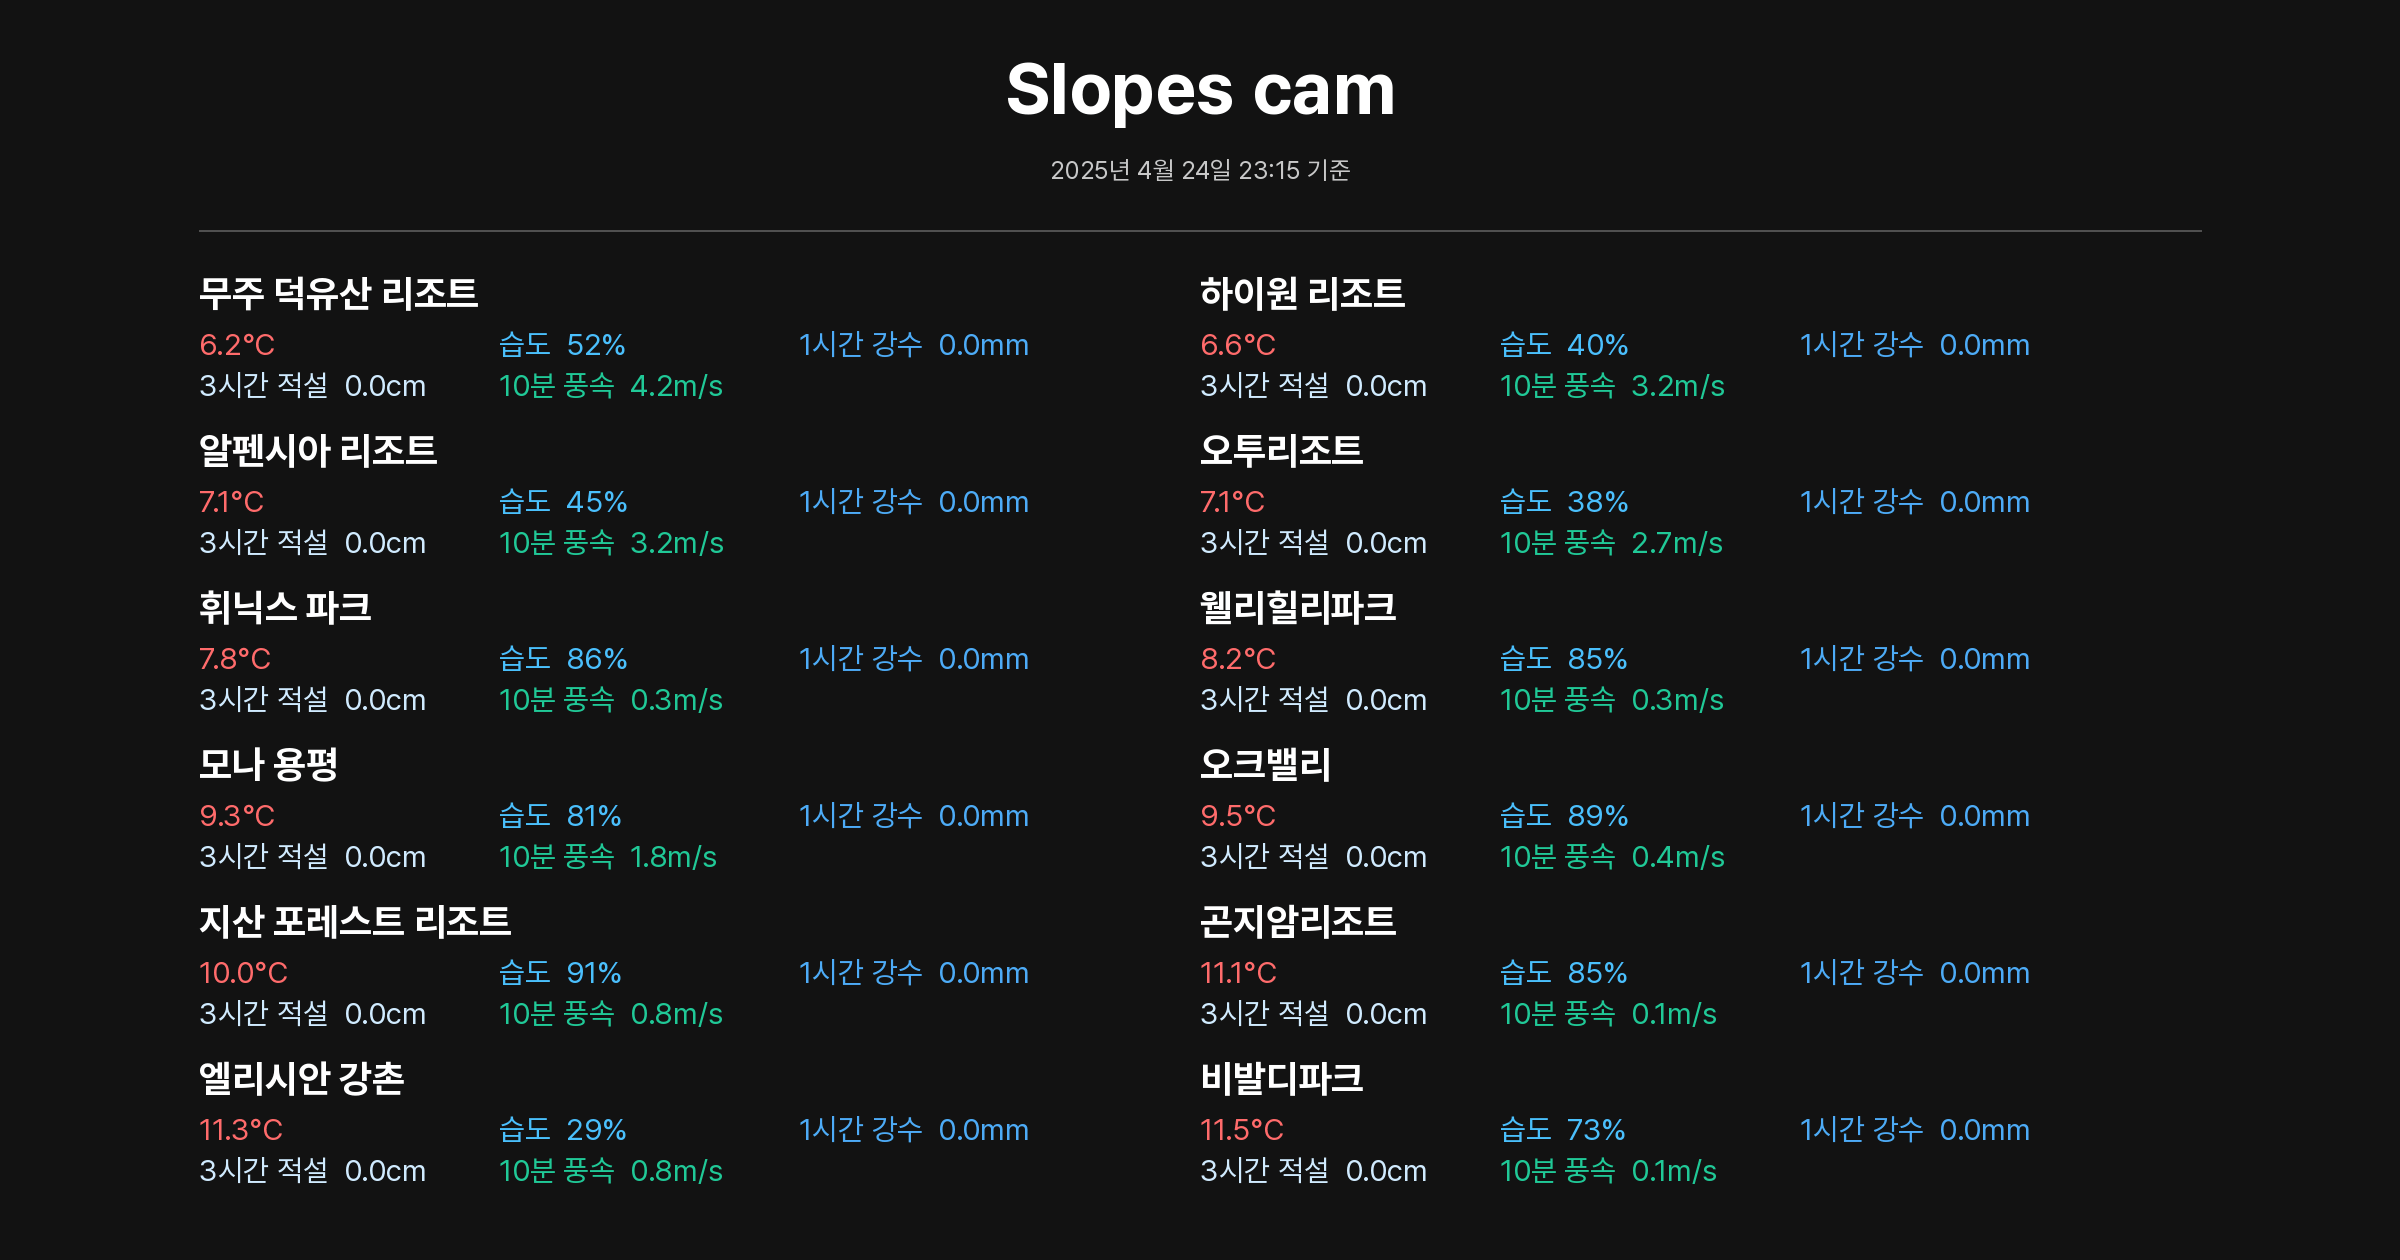 Slopes cam
2025년 4월 24일 23:15 기준
무주 덕유산 리조트
6.2°C 습도 52% 1시간 강수 0.0mm
3시간 적설 0.0cm 10분 풍속 4.2m/s
하이원 리조트
6.6°C 습도 40% 1시간 강수 0.0mm
3시간 적설 0.0cm 10분 풍속 3.2m/s
알펜시아 리조트
7.1°C 습도 45% 1시간 강수 0.0mm
3시간 적설 0.0cm 10분 풍속 3.2m/s
오투리조트
7.1°C 습도 38% 1시간 강수 0.0mm
3시간 적설 0.0cm 10분 풍속 2.7m/s
휘닉스 파크
7.8°C 습도 86% 1시간 강수 0.0mm
3시간 적설 0.0cm 10분 풍속 0.3m/s
웰리힐리파크
8.2°C 습도 85% 1시간 강수 0.0mm
3시간 적설 0.0cm 10분 풍속 0.3m/s
모나 용평
9.3°C 습도 81% 1시간 강수 0.0mm
3시간 적설 0.0cm 10분 풍속 1.8m/s
오크밸리
9.5°C 습도 89% 1시간 강수 0.0mm
3시간 적설 0.0cm 10분 풍속 0.4m/s
지산 포레스트 리조트
10.0°C 습도 91% 1시간 강수 0.0mm
3시간 적설 0.0cm 10분 풍속 0.8m/s
곤지암리조트
11.1°C 습도 85% 1시간 강수 0.0mm
3시간 적설 0.0cm 10분 풍속 0.1m/s
엘리시안 강촌
11.3°C 습도 29% 1시간 강수 0.0mm
3시간 적설 0.0cm 10분 풍속 0.8m/s
비발디파크
11.5°C 습도 73% 1시간 강수 0.0mm
3시간 적설 0.0cm 10분 풍속 0.1m/s